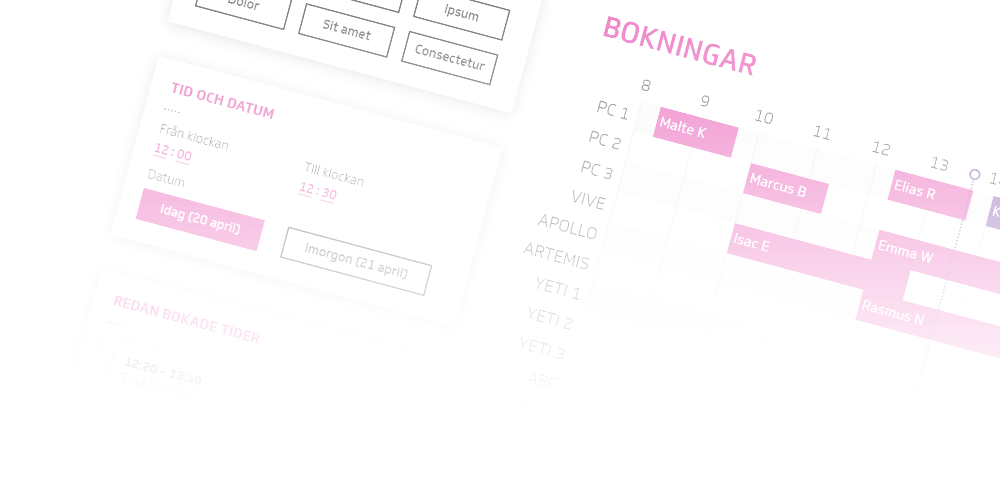 Dolor
Ipsum
Sit amet
Consectetur
TID OCH DATUM
Från klockan
12:00
Till klockan
12:30
Datum
Idag (20 april)
Imorgon (21 april)
REDAN BOKADE TIDER
12:20 - 13:40
BOKNINGAR
8
9
10
11
12
13
PC 1
Malte K
PC 2
PC 3
Marcus B
Elias R
K
VIVE
APOLLO
Isac E
Emma W
ARTEMIS
YETI 1
Rasmus N
YETI 2
YETI 3
ABC